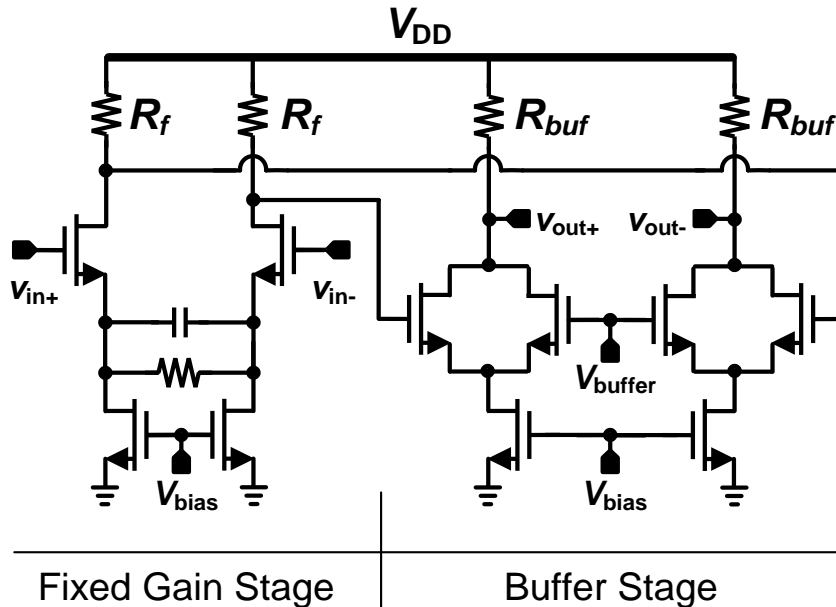 VDD
Rf
Rf
Rbuf
Rbuf
vout+
vout-
vin+
vin-
Vbuffer
Vbias
Vbias
Fixed Gain Stage
Buffer Stage